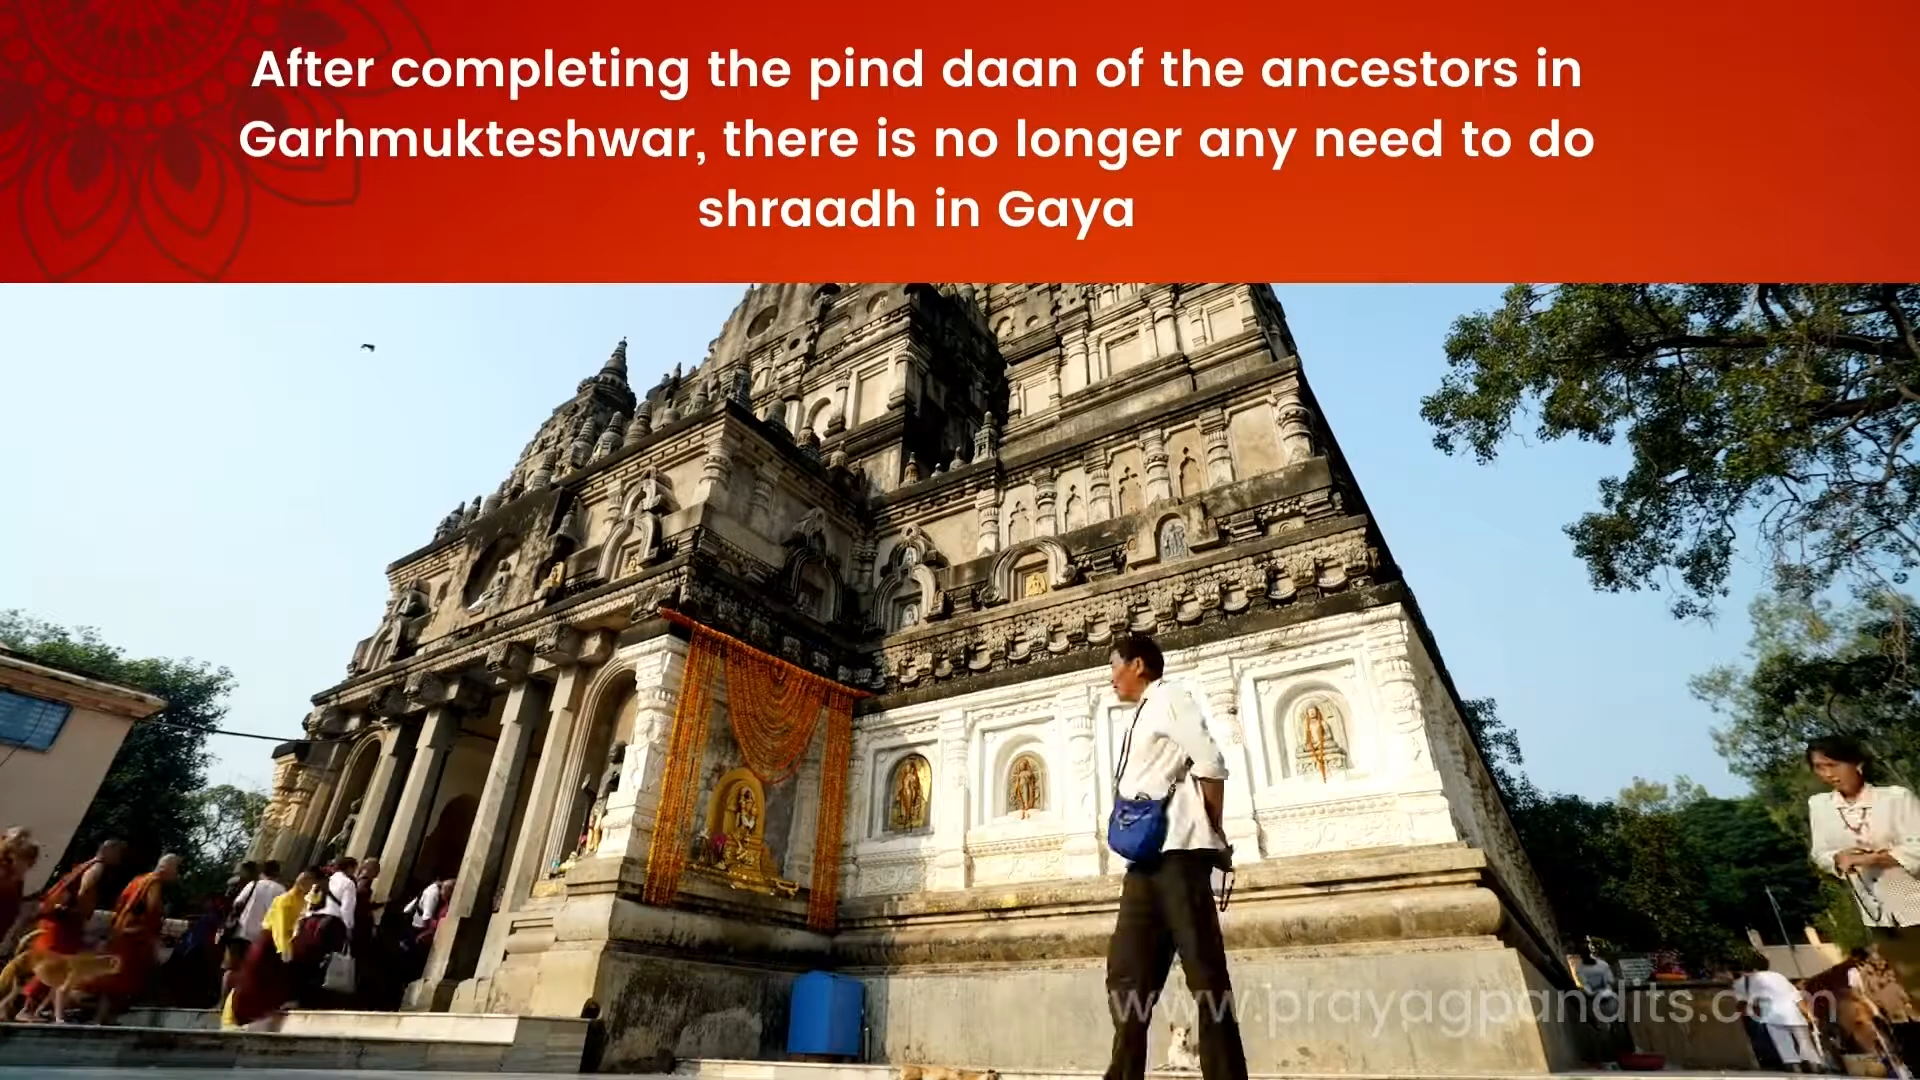 After completing the pind daan of the ancestors in
Garhmukteshwar, there is no longer any need to do
shraadh in Gaya
www.prayagpandits.com